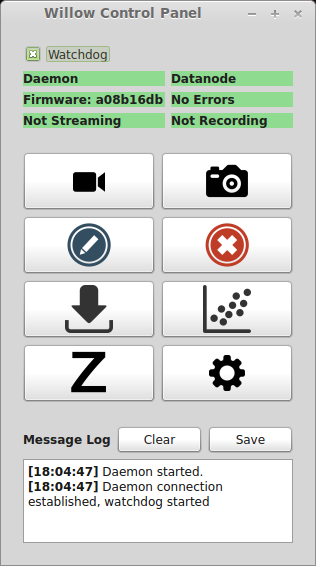 Willow Control Panel
Watchdog
Daemon
Datanode
Firmware: a08b16db
No Errors
Not Streaming
Not Recording
Z
Message Log
Clear
Save
[18:04:47] Daemon started.
[18:04:47] Daemon connection
established, watchdog started